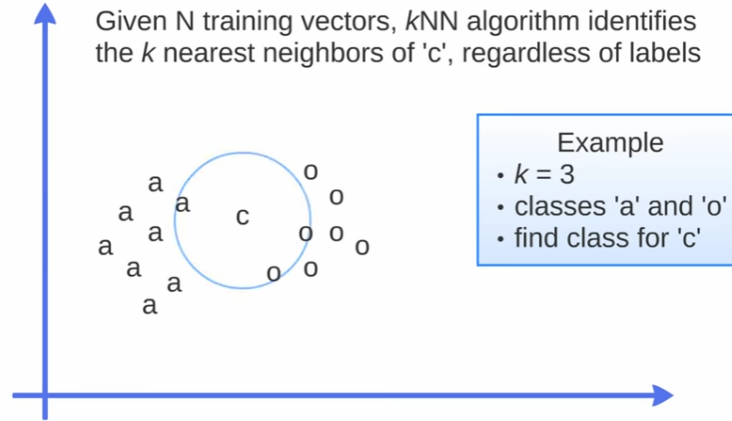 Given N training vectors, kNN algorithm identifies
the k nearest neighbors of 'c', regardless of labels
Example
• k = 3
• classes 'a' and 'o'
• find class for 'c'
o
a
o
a
a
c
a
o
o
a
o
a
o
o
a
a